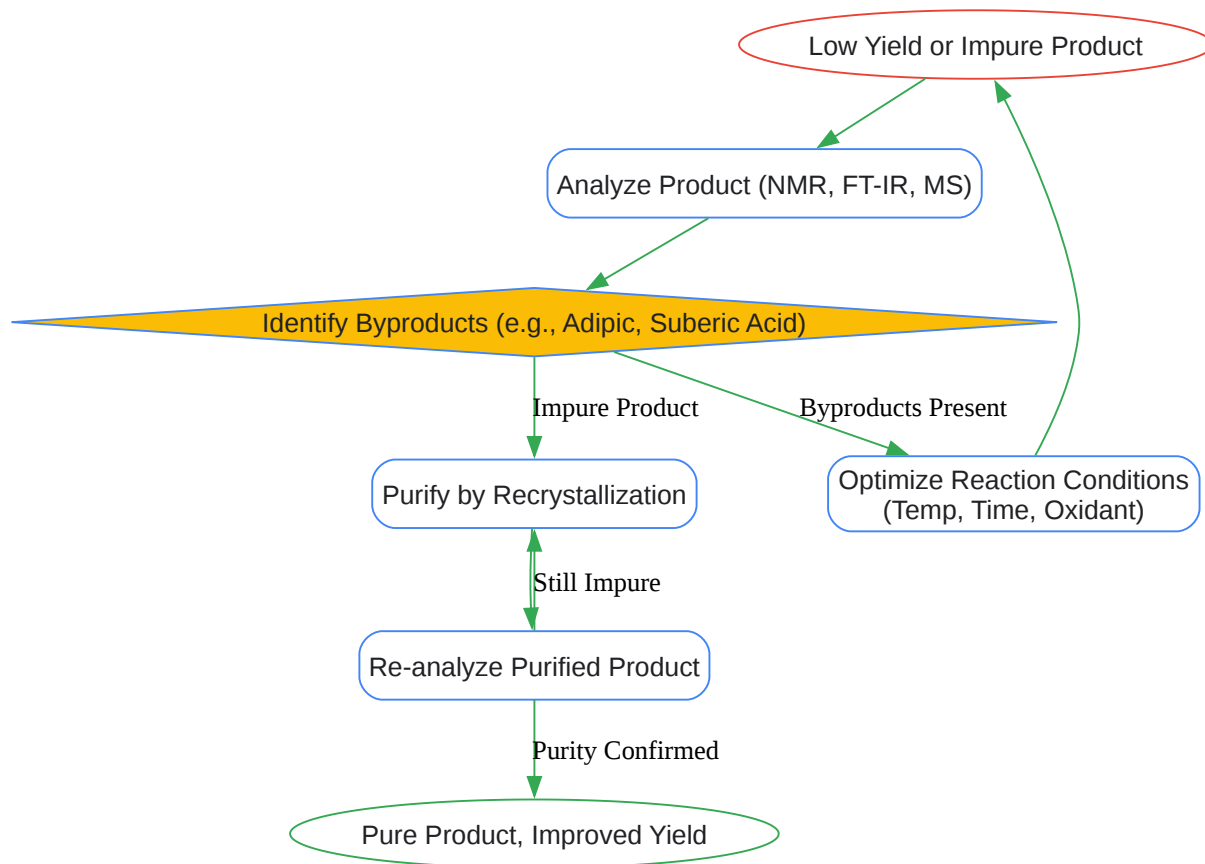 Low Yield or Impure Product
Analyze Product (NMR, FT-IR, MS)
Identify Byproducts (e.g., Adipic, Suberic Acid)
Impure Product
Byproducts Present
Purify by Recrystallization
Optimize Reaction Conditions
(Temp, Time, Oxidant)
Still Impure
Re-analyze Purified Product
Purity Confirmed
Pure Product, Improved Yield